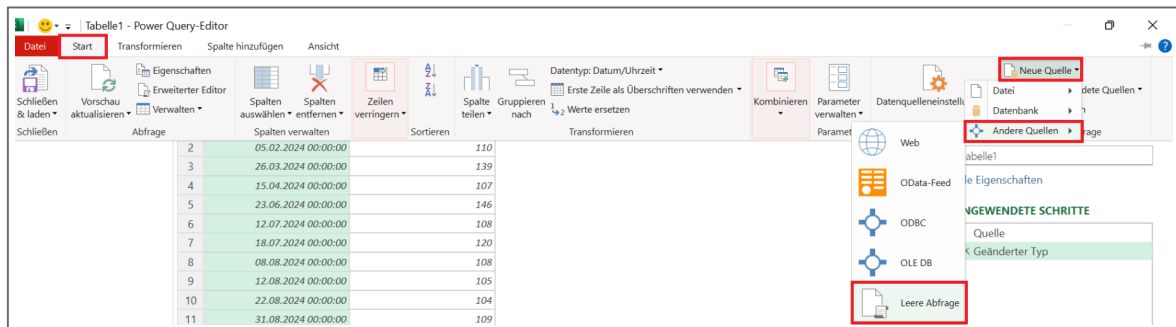 Tabelle1 - Power Query-Editor
Datei Start Transformieren Spalte hinzufügen Ansicht
Schließen & laden
Schließen
Vorschau aktualisieren
Eigenschaften
Erweiterter Editor
Verwalten
Abfrage
Spalten auswählen
Spalten entfernen
Spalten verwalten
Zeilen verringern
Sortieren
Spalte teilen
Gruppieren nach
Datentyp: Datum/Uhrzeit
Erste Zeile als Überschriften verwenden
1 2 Werte ersetzen
Transformieren
Kombinieren
Parameter verwalten
Paramet
Datenquelleneinstellu
Neue Quelle
dete Quellen
rage
Datei
Datenbank
Andere Quellen
Web
OData-Feed
ODBC
OLE DB
Leere Abfrage
abelle1
le Eigenschaften
NGEWENDETE SCHRITTE
Quelle
Geänderter Typ
2 05.02.2024 00:00:00 110
3 26.03.2024 00:00:00 139
4 15.04.2024 00:00:00 107
5 23.06.2024 00:00:00 146
6 12.07.2024 00:00:00 108
7 18.07.2024 00:00:00 120
8 08.08.2024 00:00:00 108
9 12.08.2024 00:00:00 105
10 22.08.2024 00:00:00 104
11 31.08.2024 00:00:00 109